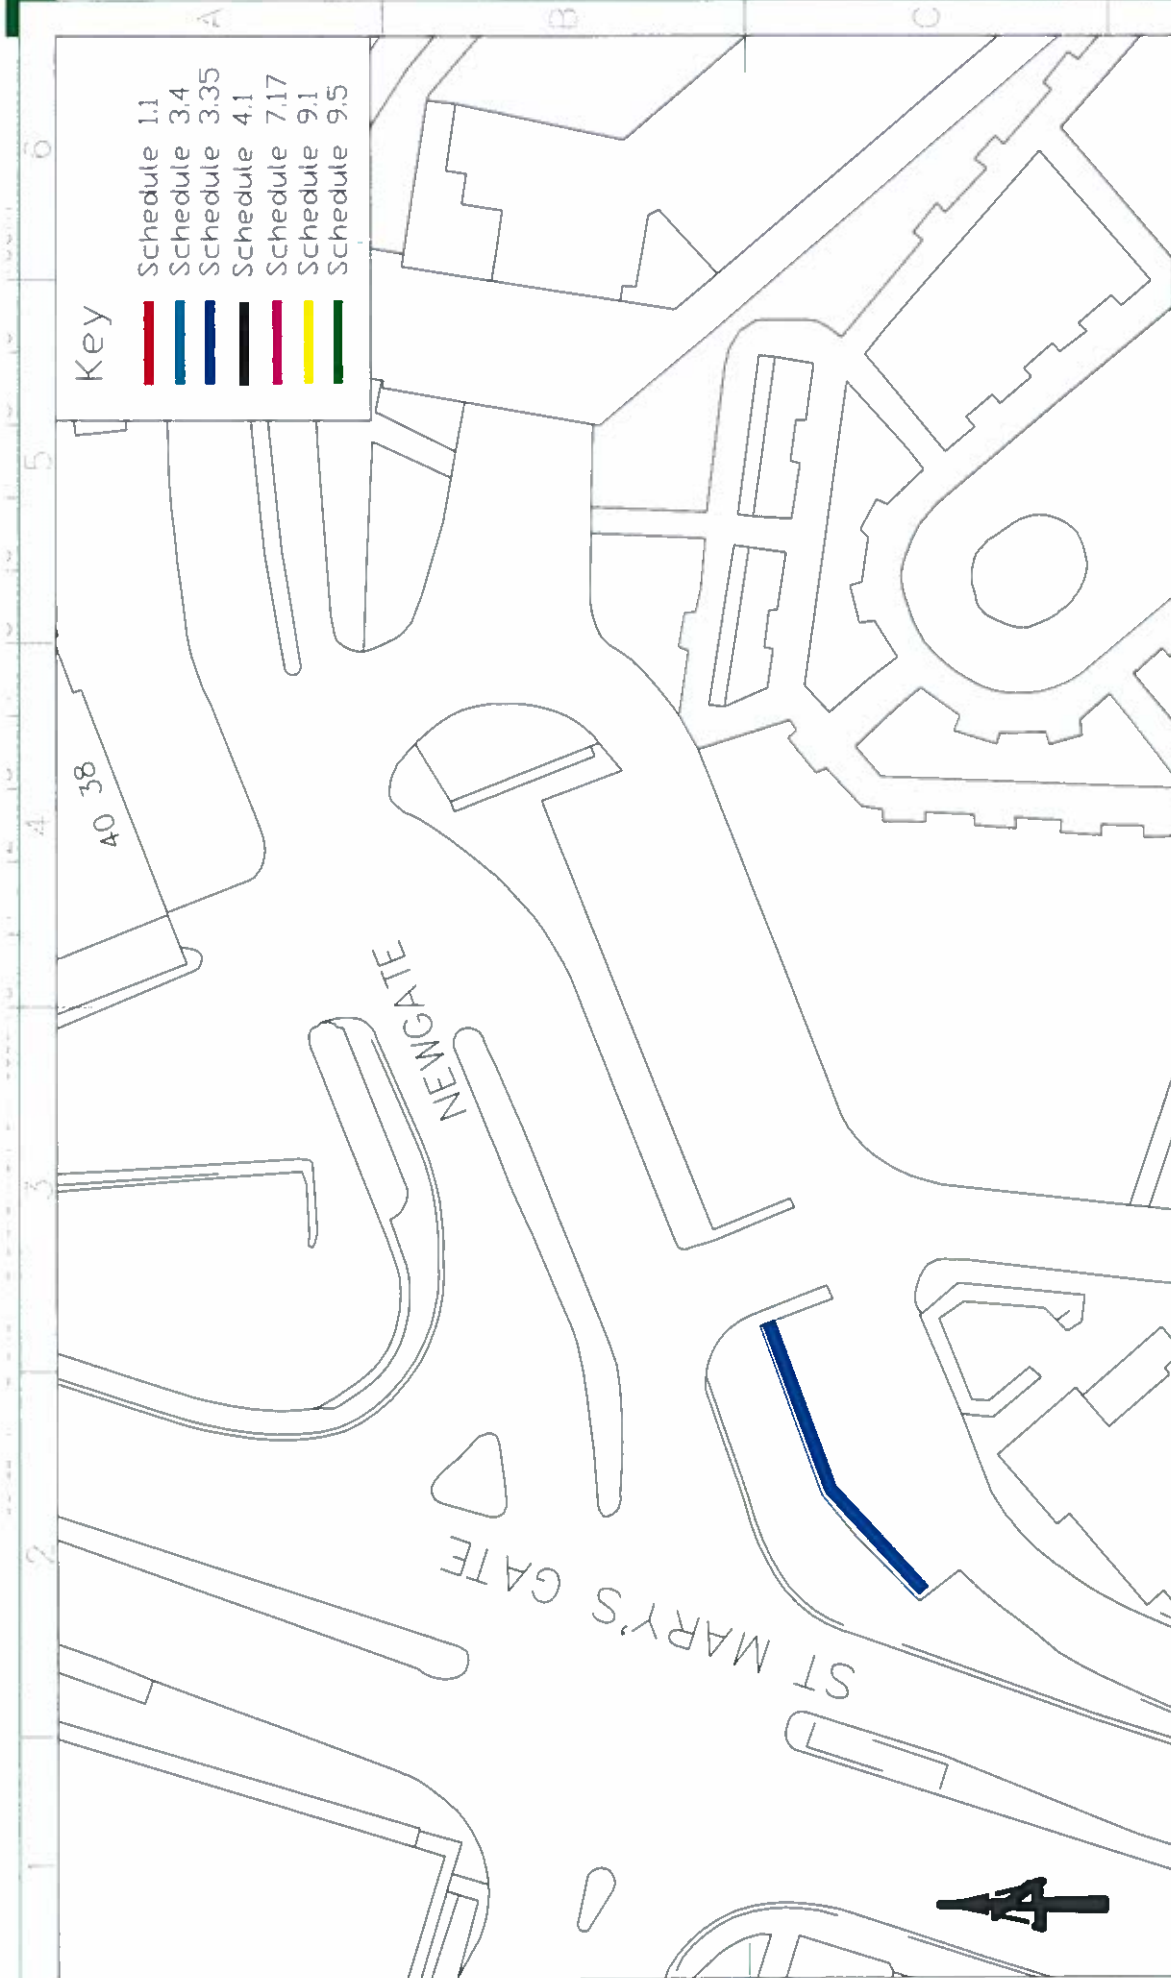 A
B
C
6
5
4
3
2
1
Key
Schedule 1.1
Schedule 3.4
Schedule 3.35
Schedule 4.1
Schedule 7.17
Schedule 9.1
Schedule 9.5
40 38
NEWGATE
ST MARY'S GATE